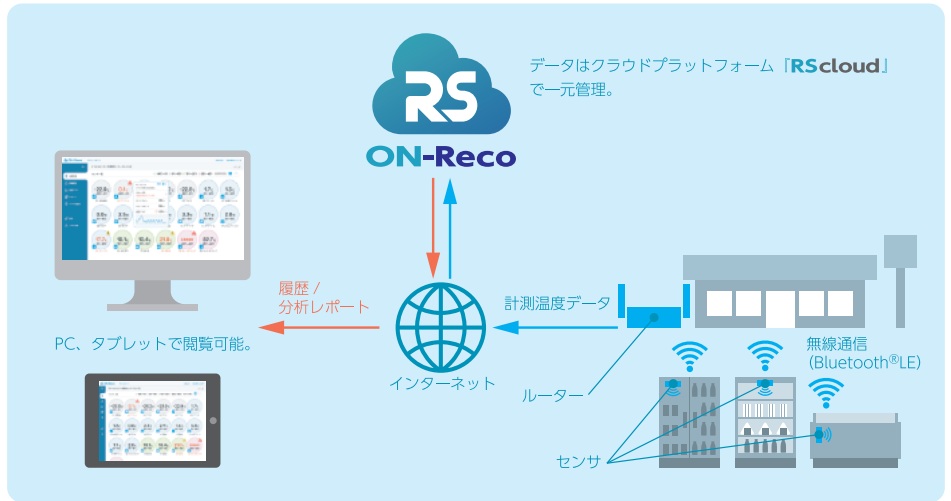 RS
ON-Reco
データはクラウドプラットフォーム『RScloud』
で一元管理。
履歴 /
分析レポート
PC、タブレットで閲覧可能。
インターネット
計測温度データ
ルーター
無線通信
(Bluetooth®LE)
センサ